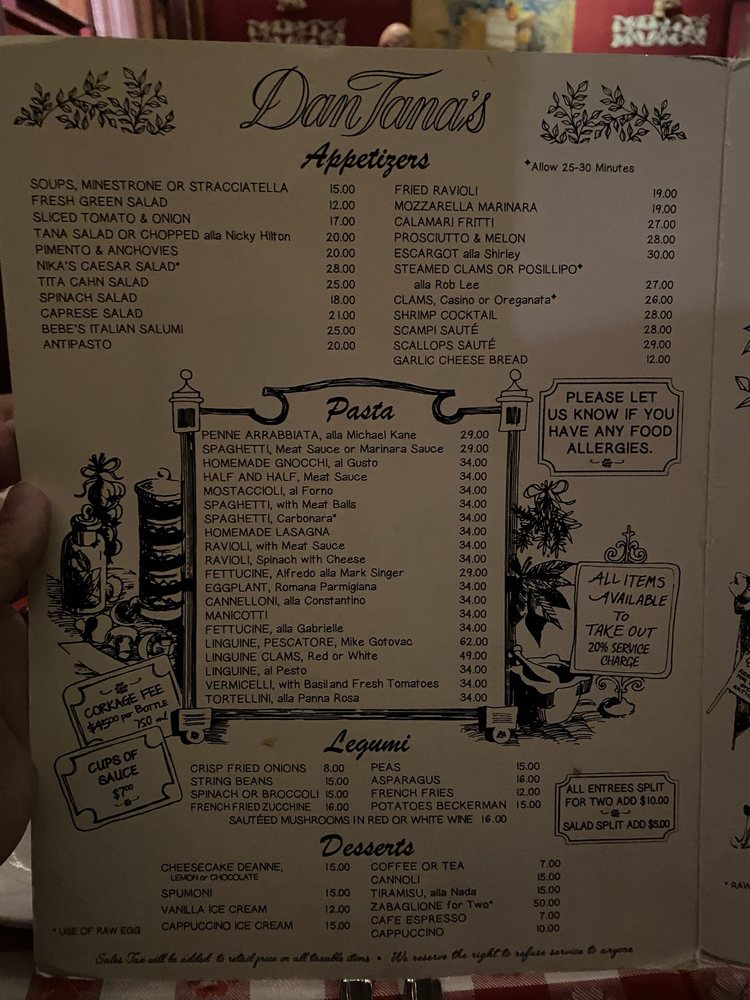 Dan Tana's
Appetizers
✦Allow 25-30 Minutes
SOUPS, MINESTRONE OR STRACCIATELLA 15.00
FRESH GREEN SALAD 12.00
SLICED TOMATO & ONION 17.00
TANA SALAD OR CHOPPED alla Nicky Hilton 20.00
PIMENTO & ANCHOVIES 20.00
NIKA'S CAESAR SALAD* 28.00
TITA CAHN SALAD 25.00
SPINACH SALAD 18.00
CAPRESE SALAD 21.00
BEBE'S ITALIAN SALUMI 25.00
ANTIPASTO 20.00
FRIED RAVIOLI 19.00
MOZZARELLA MARINARA 19.00
CALAMARI FRITTI 27.00
PROSCIUTTO & MELON 28.00
ESCARGOT alla Shirley 30.00
STEAMED CLAMS OR POSILLIPO✦
alla Rob Lee 27.00
CLAMS, Casino or Oreganata✦ 26.00
SHRIMP COCKTAIL 28.00
SCAMPI SAUTÉ 28.00
SCALLOPS SAUTÉ 29.00
GARLIC CHEESE BREAD 12.00
Pasta
PENNE ARRABBIATA, alla Michael Kane 29.00
SPAGHETTI, Meat Sauce or Marinara Sauce 29.00
HOMEMADE GNOCCHI, al Gusto 34.00
HALF AND HALF, Meat Sauce 34.00
MOSTACCIOLI, al Forno 34.00
SPAGHETTI, with Meat Balls 34.00
SPAGHETTI, Carbonara* 34.00
HOMEMADE LASAGNA 34.00
RAVIOLI, with Meat Sauce 34.00
RAVIOLI, Spinach with Cheese 34.00
FETTUCINE, Alfredo alla Mark Singer 29.00
EGGPLANT, Romana Parmigiana 34.00
CANNELLONI, alla Constantino 34.00
MANICOTTI 34.00
FETTUCINE, alla Gabrielle 34.00
LINGUINE, PESCATORE, Mike Gotovac 62.00
LINGUINE CLAMS, Red or White 49.00
LINGUINE, al Pesto 34.00
VERMICELLI, with Basil and Fresh Tomatoes 34.00
TORTELLINI, alla Panna Rosa 34.00
PLEASE LET
US KNOW IF YOU
HAVE ANY FOOD
ALLERGIES.
ALL ITEMS
AVAILABLE
TO
TAKE OUT
20% SERVICE
CHARGE
CORKAGE FEE
$45.00 per BOTTLE
750 ml
CUPS OF
SAUCE
$7.00
Legumi
CRISP FRIED ONIONS 8.00
STRING BEANS 15.00
SPINACH OR BROCCOLI 15.00
FRENCH FRIED ZUCCHINE 16.00
PEAS 15.00
ASPARAGUS 16.00
FRENCH FRIES 12.00
POTATOES BECKERMAN 15.00
SAUTÉED MUSHROOMS IN RED OR WHITE WINE 16.00
ALL ENTREES SPLIT
FOR TWO ADD $10.00
SALAD SPLIT ADD $5.00
Desserts
CHEESECAKE DEANNE, 15.00
LEMON or CHOCOLATE
SPUMONI 15.00
VANILLA ICE CREAM 12.00
CAPPUCCINO ICE CREAM 15.00
COFFEE OR TEA 7.00
CANNOLI 15.00
TIRAMISU, alla Nada 15.00
ZABAGLIONE for Two* 50.00
CAFE ESPRESSO 7.00
CAPPUCCINO 10.00
* USE OF RAW EGG
Sales Tax will be added to retail price on all taxable items • We reserve the right to refuse service to anyone
* RAW